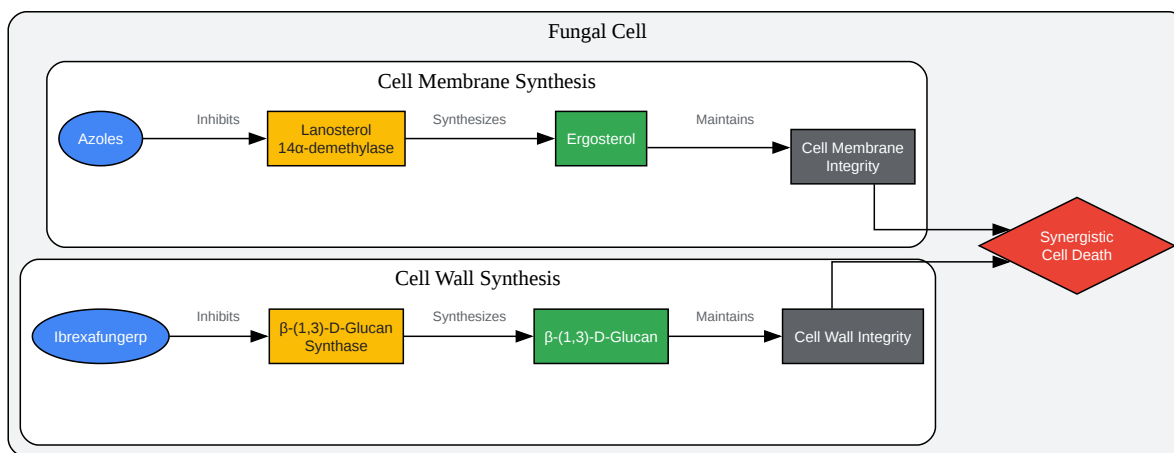 Fungal Cell
Cell Membrane Synthesis
Azoles
Inhibits
Lanosterol
14α-demethylase
Synthesizes
Ergosterol
Maintains
Cell Membrane
Integrity
Synergistic
Cell Death
Cell Wall Synthesis
Ibrexafungerp
Inhibits
β-(1,3)-D-Glucan
Synthase
Synthesizes
β-(1,3)-D-Glucan
Maintains
Cell Wall Integrity